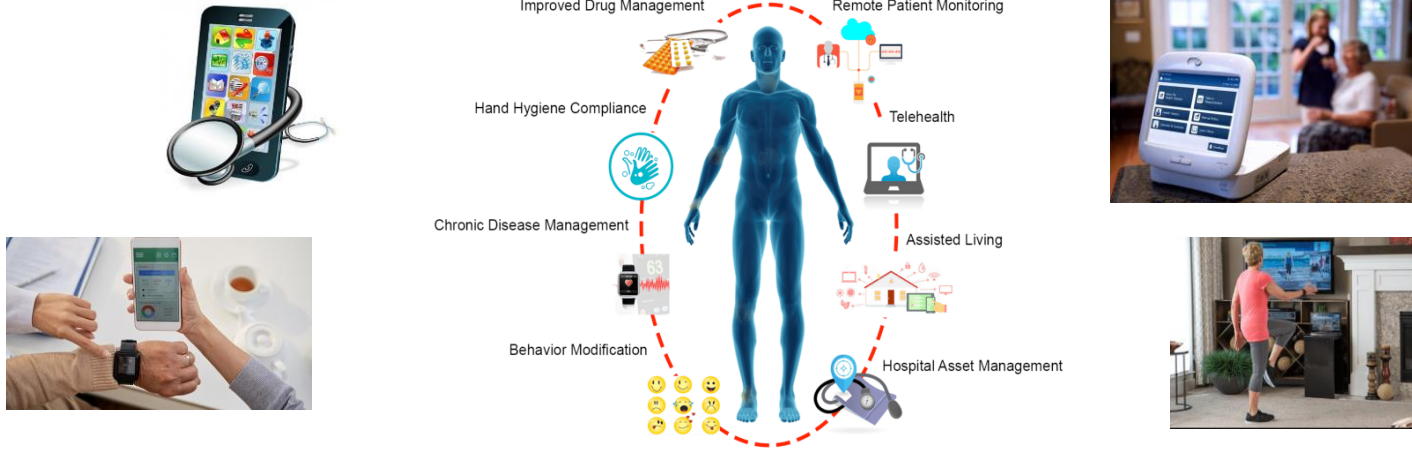 Improved Drug Management
Remote Patient Monitoring
Hand Hygiene Compliance
Telehealth
Chronic Disease Management
Assisted Living
63
Behavior Modification
Hospital Asset Management